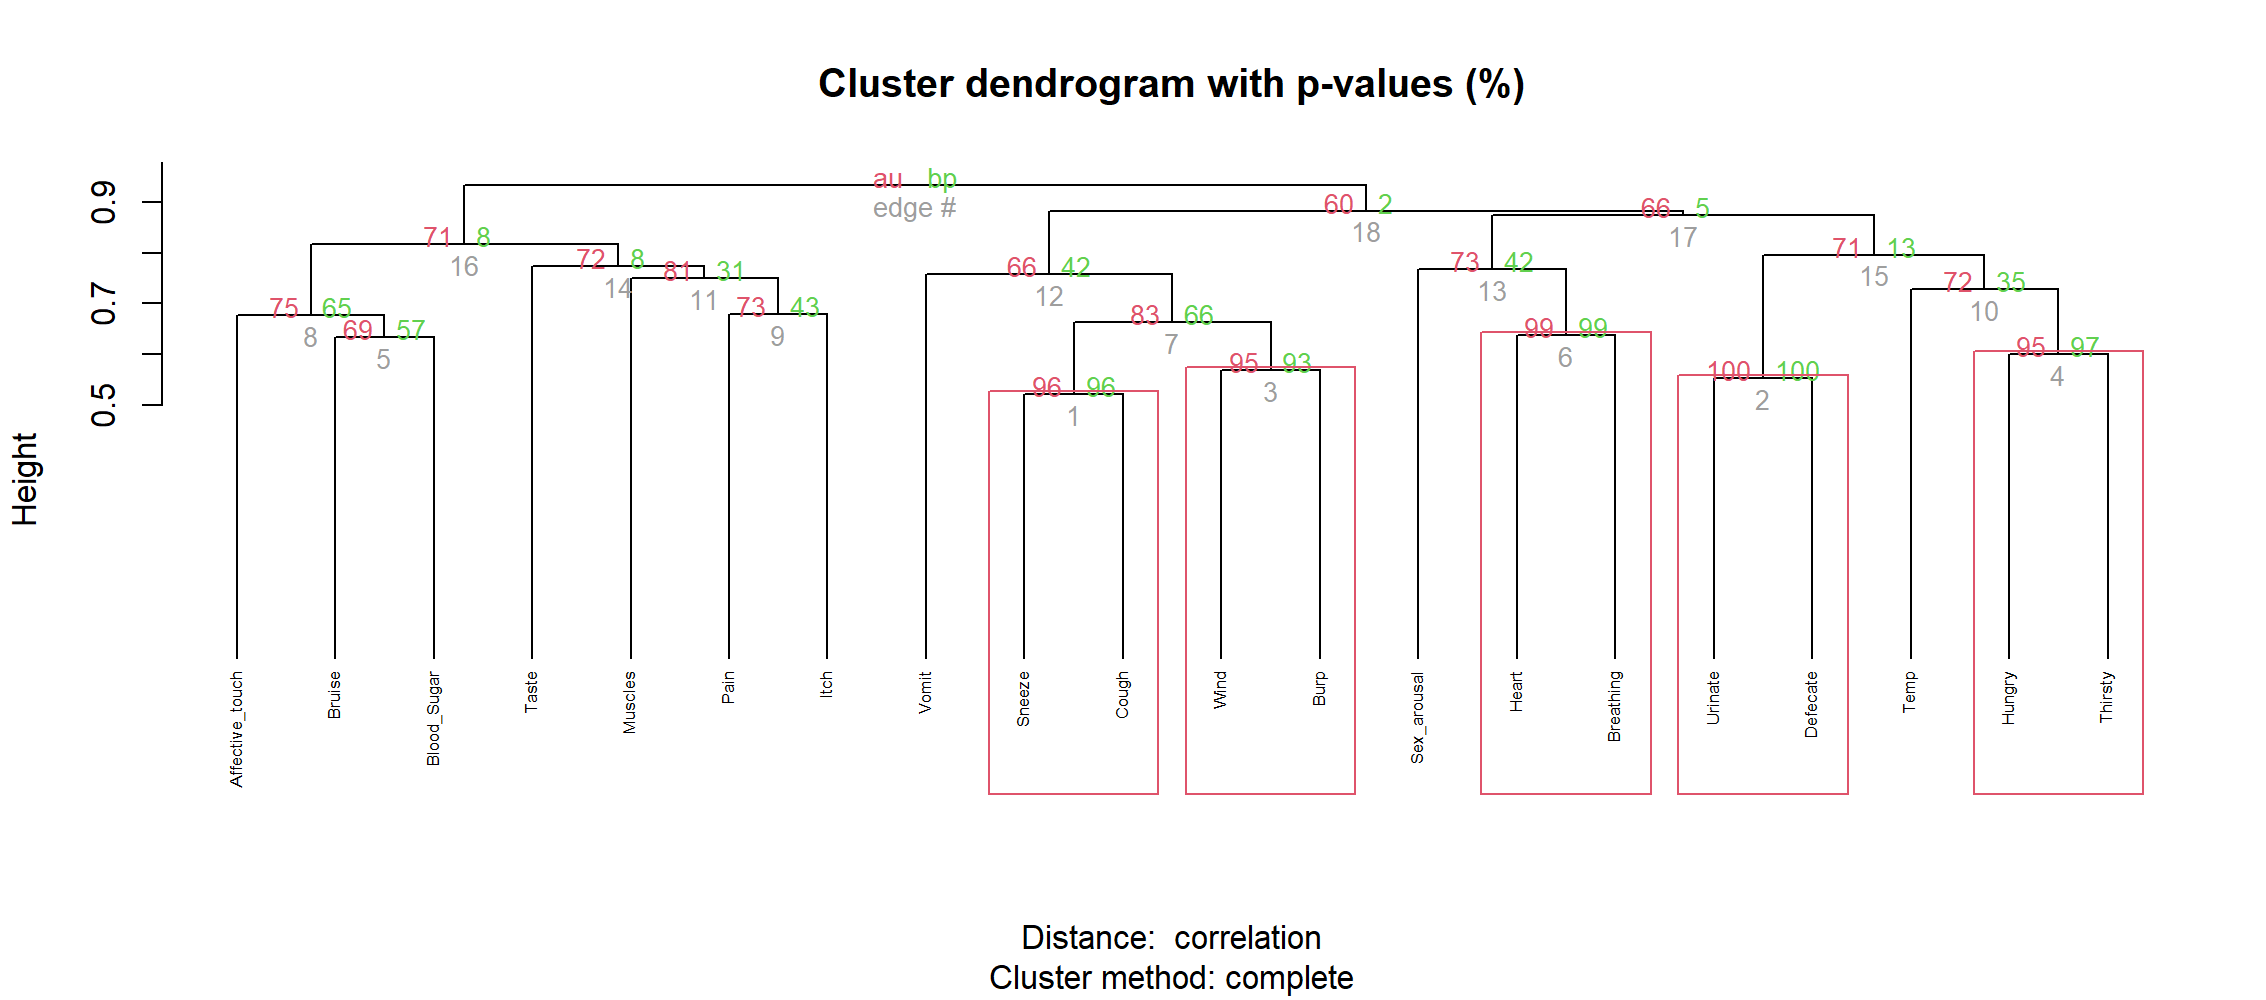 Cluster dendrogram with p-values (%)
au bp
edge #
60 2
18
66 5
17
71 8
16
71 13
15
72 8
14
73 42
13
66 42
12
81 31
11
72 35
10
73 43
9
75 65
8
83 66
7
99 99
6
69 57
5
95 97
4
95 93
3
100 100
2
96 96
1
0.9
0.7
0.5
Height
Affective_touch
Bruise
Blood_Sugar
Taste
Muscles
Pain
Itch
Vomit
Sneeze
Cough
Wind
Burp
Sex_arousal
Heart
Breathing
Urinate
Defecate
Temp
Hungry
Thirsty
Distance: correlation
Cluster method: complete